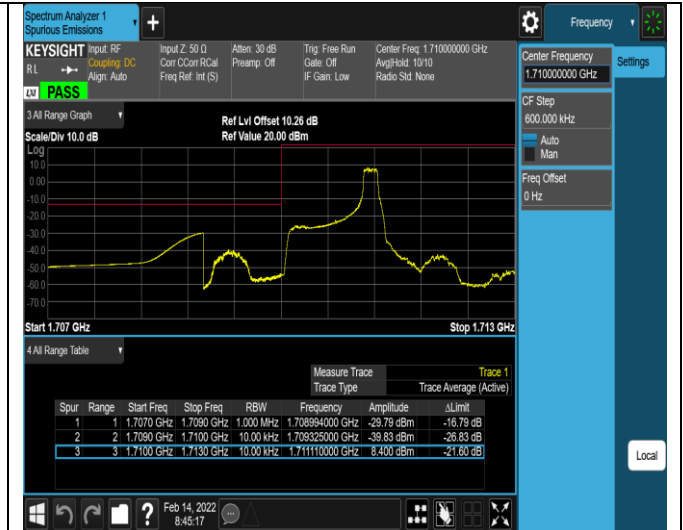 Spectrum Analyzer 1
Spurious Emissions
+
Frequency
KEYSIGHT
RL
LXI
PASS
Input: RF
Coupling: DC
Align: Auto
Input Z: 50 Ω
Corr CCorr RCal
Freq Ref: Int (S)
Atten: 30 dB
Preamp: Off
Trig: Free Run
Gate: Off
IF Gain: Low
Center Freq: 1.710000000 GHz
Avg|Hold: 10/10
Radio Std: None
Center Frequency
1.710000000 GHz
Settings
CF Step
600.000 kHz
Auto
Man
Freq Offset
0 Hz
3 All Range Graph
Scale/Div 10.0 dB
Ref Lvl Offset 10.26 dB
Ref Value 20.00 dBm
Log
10.0
0.00
-10.0
-20.0
-30.0
-40.0
-50.0
-60.0
-70.0
Start 1.707 GHz
Stop 1.713 GHz
4 All Range Table
Measure Trace Trace 1
Trace Type Trace Average (Active)
Spur Range Start Freq Stop Freq RBW Frequency Amplitude ΔLimit
1 1 1.7070 GHz 1.7090 GHz 1.000 MHz 1.708994000 GHz -29.79 dBm -16.79 dB
2 2 1.7090 GHz 1.7100 GHz 10.00 kHz 1.709325000 GHz -39.83 dBm -26.83 dB
3 3 1.7100 GHz 1.7130 GHz 10.00 kHz 1.711110000 GHz 8.400 dBm -21.60 dB
Local
?
Feb 14, 2022
8:45:17